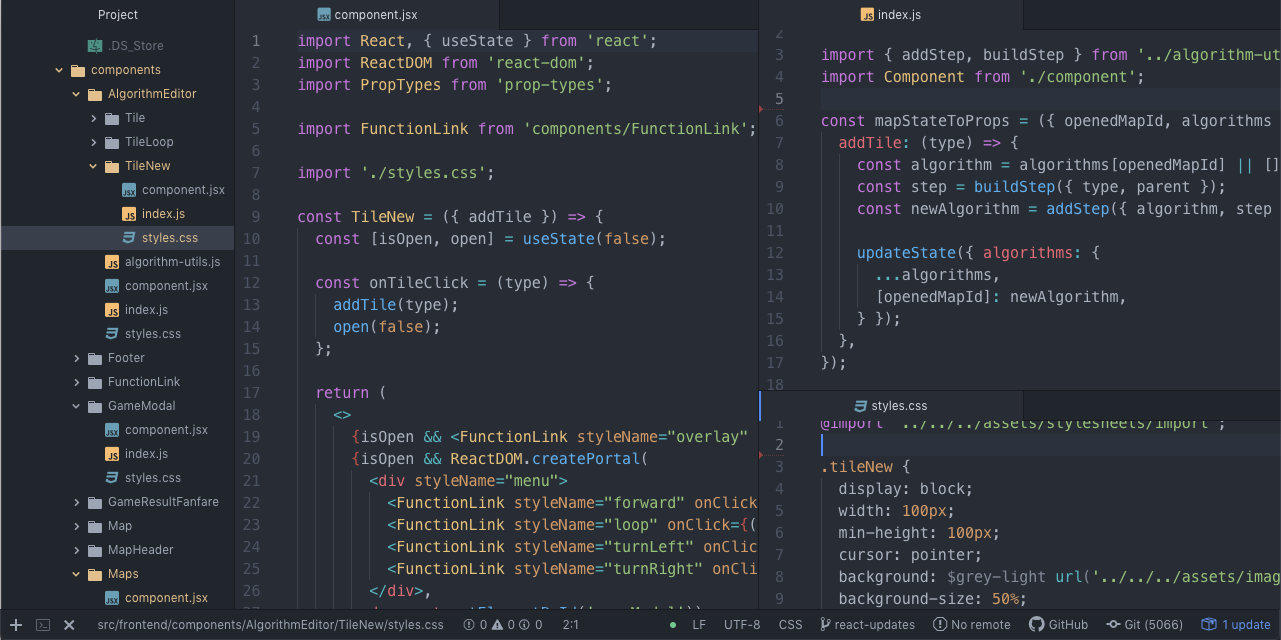 Project
.DS_Store
components
AlgorithmEditor
Tile
TileLoop
TileNew
component.jsx
index.js
styles.css
algorithm-utils.js
component.jsx
index.js
styles.css
Footer
FunctionLink
GameModal
component.jsx
index.js
styles.css
GameResultFanfare
Map
MapHeader
Maps
component.jsx
component.jsx
1 import React, { useState } from 'react';
2 import ReactDOM from 'react-dom';
3 import PropTypes from 'prop-types';
4
5 import FunctionLink from 'components/FunctionLink';
6
7 import './styles.css';
8
9 const TileNew = ({ addTile }) => {
10 const [isOpen, open] = useState(false);
11
12 const onTileClick = (type) => {
13 addTile(type);
14 open(false);
15 };
16
17 return (
18 <>
19 {isOpen && <FunctionLink styleName="overlay"
20 {isOpen && ReactDOM.createPortal(
21 <div styleName="menu">
22 <FunctionLink styleName="forward" onClick
23 <FunctionLink styleName="loop" onClick={(
24 <FunctionLink styleName="turnLeft" onClic
25 <FunctionLink styleName="turnRight" onCli
26 </div>,
index.js
2
3 import { addStep, buildStep } from '../algorithm-ut
4 import Component from './component';
5
6 const mapStateToProps = ({ openedMapId, algorithms
7 addTile: (type) => {
8 const algorithm = algorithms[openedMapId] || []
9 const step = buildStep({ type, parent });
10 const newAlgorithm = addStep({ algorithm, step
11
12 updateState({ algorithms: {
13 ...algorithms,
14 [openedMapId]: newAlgorithm,
15 } });
16 },
17 });
18
styles.css
1 @import '../../../assets/stylesheets/import';
2
3 .tileNew {
4 display: block;
5 width: 100px;
6 min-height: 100px;
7 cursor: pointer;
8 background: $grey-light url('../../../assets/imag
9 background-size: 50%;
src/frontend/components/AlgorithmEditor/TileNew/styles.css 0 0 0 2:1 LF UTF-8 CSS react-updates No remote GitHub Git (5066) 1 update